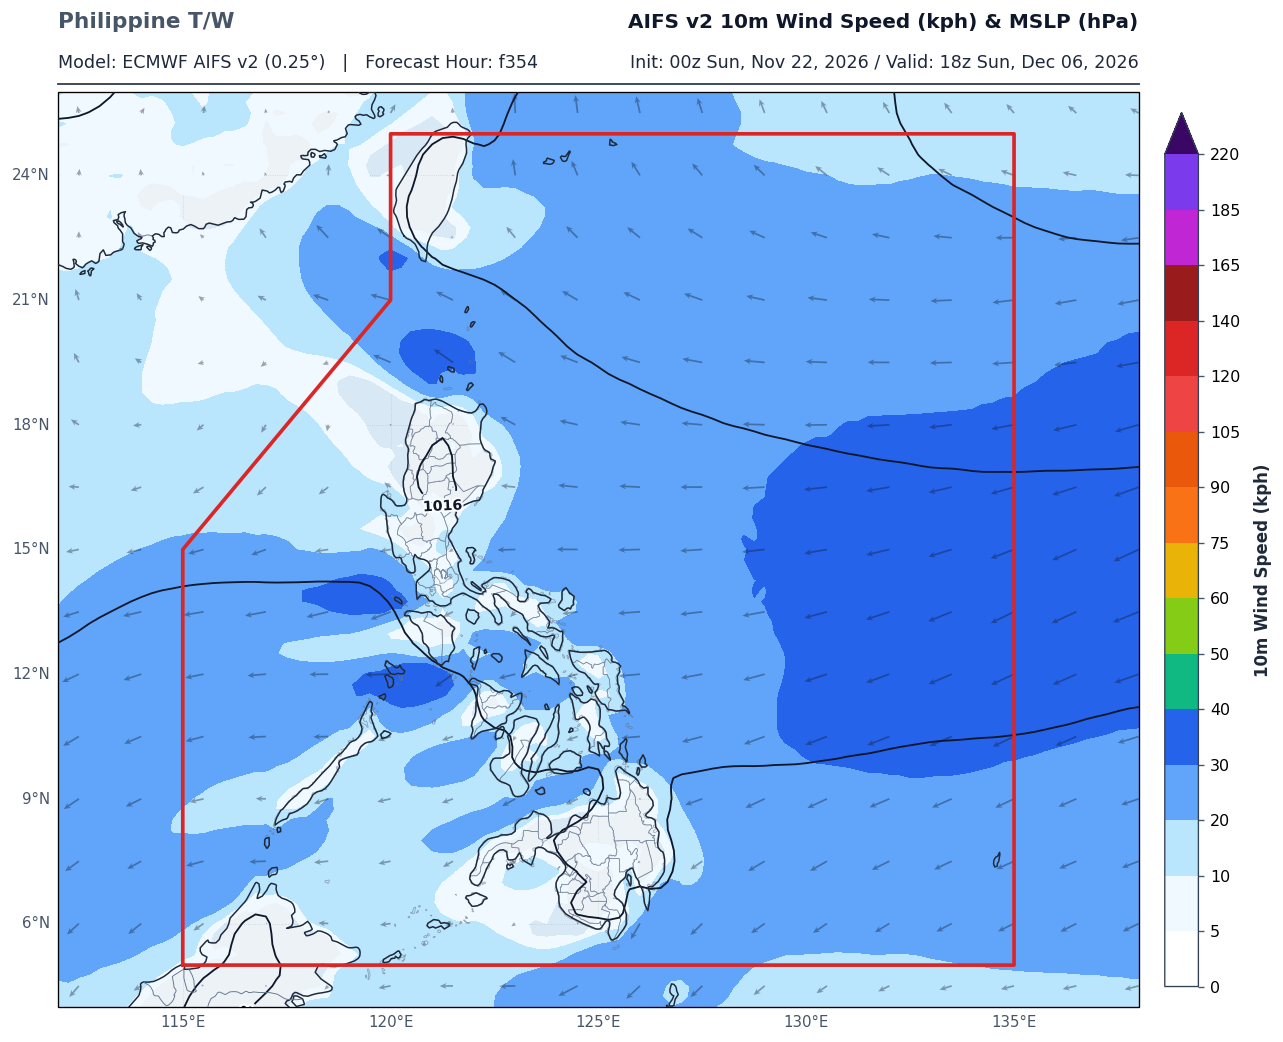 Philippine T/W
AIFS v2 10m Wind Speed (kph) & MSLP (hPa)
Model: ECMWF AIFS v2 (0.25°) | Forecast Hour: f354
Init: 00z Sun, Nov 22, 2026 / Valid: 18z Sun, Dec 06, 2026
24°N
21°N
18°N
15°N
12°N
9°N
6°N
1016
115°E
120°E
125°E
130°E
135°E
220
185
165
140
120
105
90
75
60
50
40
30
20
10
5
0
10m Wind Speed (kph)